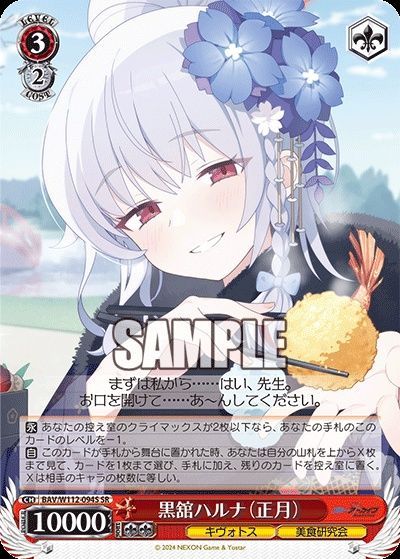 LEVEL
3
2
COST
SAMPLE
まずは私から……はい、先生。
お口を開けて……あ～んしてください。
永 あなたの控え室のクライマックスが2枚以下なら、あなたの手札のこの
カードのレベルを－1。
自 このカードが手札から舞台に置かれた時、あなたは自分の山札を上からX枚
まで見て、カードを1枚まで選び、手札に加え、残りのカードを控え室に置く。
Xは相手のキャラの枚数に等しい。
CH BAV/W112-094S SR
10000
黒舘ハルナ(正月)
キヴォトス
美食研究会
© 2024 NEXON Game & Yostar